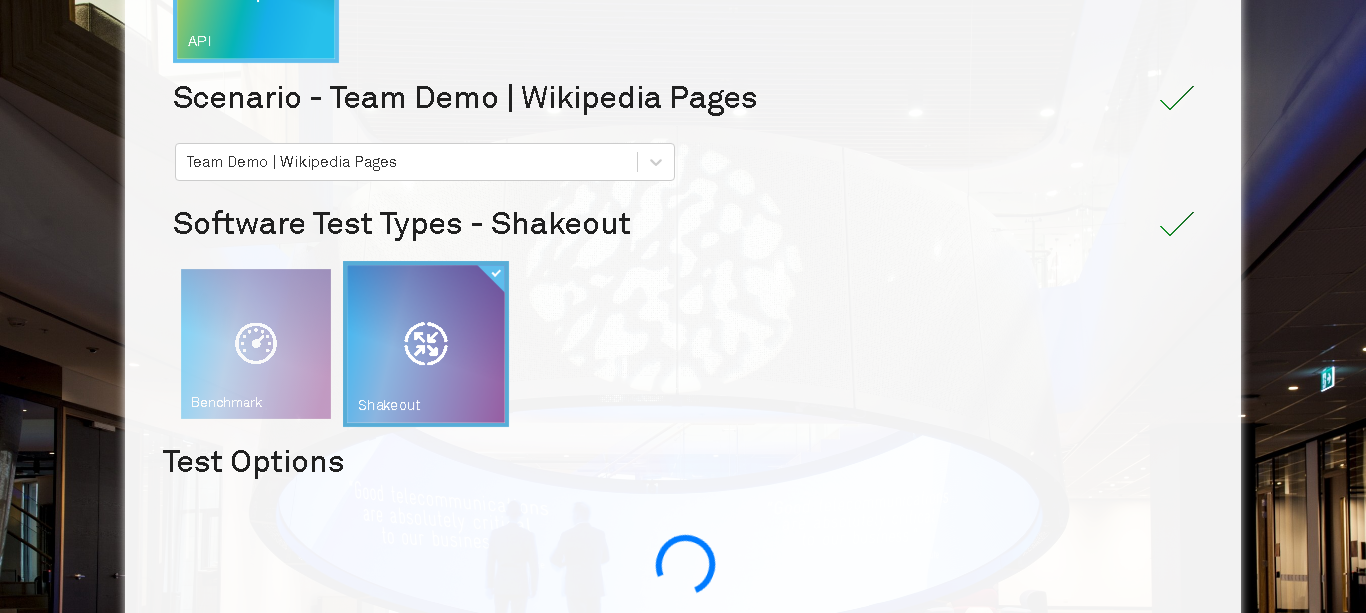 API
Scenario - Team Demo | Wikipedia Pages
Team Demo | Wikipedia Pages
Software Test Types - Shakeout
Benchmark
Shakeout
Test Options
"Good telecommunications
are absolutely
to our business